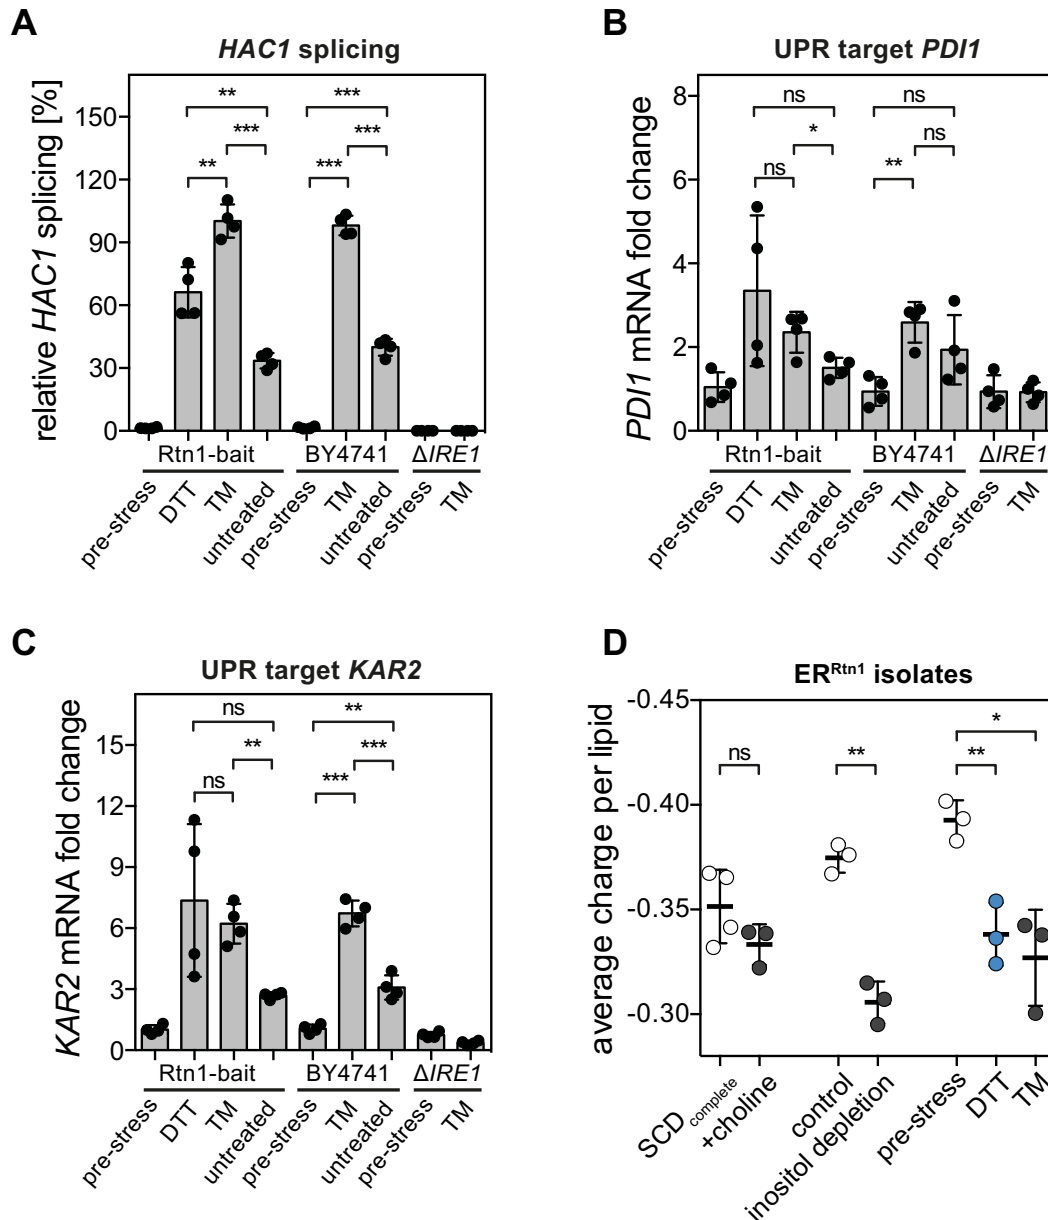 A
HAC1 splicing
relative HAC1 splicing [%]
150
120
90
60
30
0
** ***
*** ***
** ***
Rtn1-bait BY4741 ΔIRE1
pre-stress DTT TM untreated pre-stress TM untreated pre-stress TM
B
UPR target PDI1
PDI1 mRNA fold change
8
6
4
2
0
ns ns
* ns
ns **
Rtn1-bait BY4741 ΔIRE1
pre-stress DTT TM untreated pre-stress TM untreated pre-stress TM
C
UPR target KAR2
KAR2 mRNA fold change
15
12
9
6
3
0
ns **
** ***
ns ***
Rtn1-bait BY4741 ΔIRE1
pre-stress DTT TM untreated pre-stress TM untreated pre-stress TM
D
ERRtn1 isolates
average charge per lipid
-0.45
-0.40
-0.35
-0.30
*
ns ** **
SCDcomplete +choline control inositol depletion pre-stress DTT TM